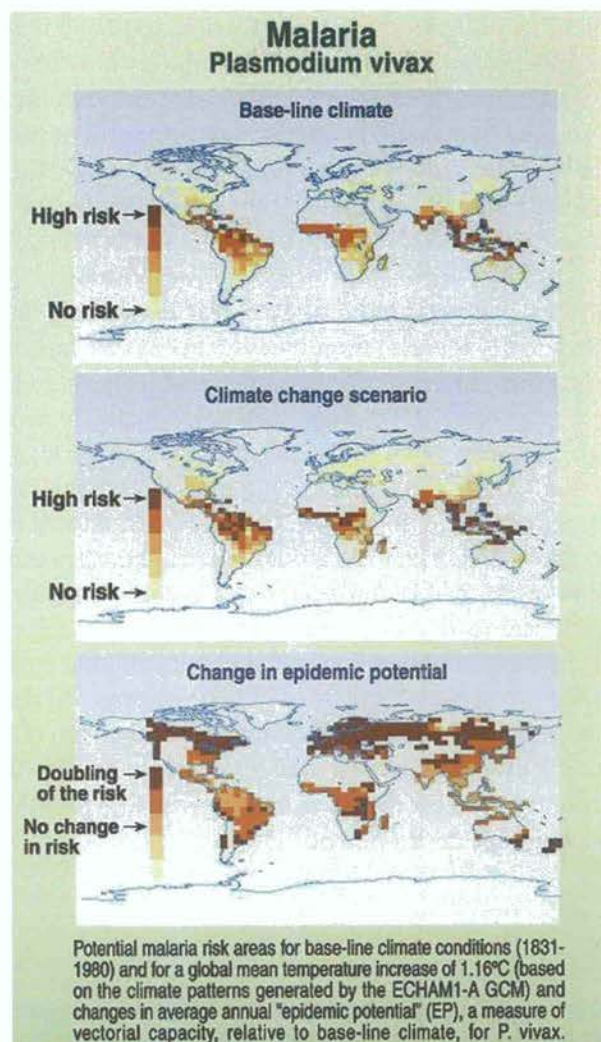 Malaria
Plasmodium vivax
Base-line climate
High risk
No risk
Climate change scenario
High risk
No risk
Change in epidemic potential
Doubling
of the risk
No change
in risk
Potential malaria risk areas for base-line climate conditions (1831-
1980) and for a global mean temperature increase of 1.16ºC (based
on the climate patterns generated by the ECHAM1-A GCM) and
changes in average annual "epidemic potential" (EP), a measure of
vectorial capacity, relative to base-line climate, for P. vivax.